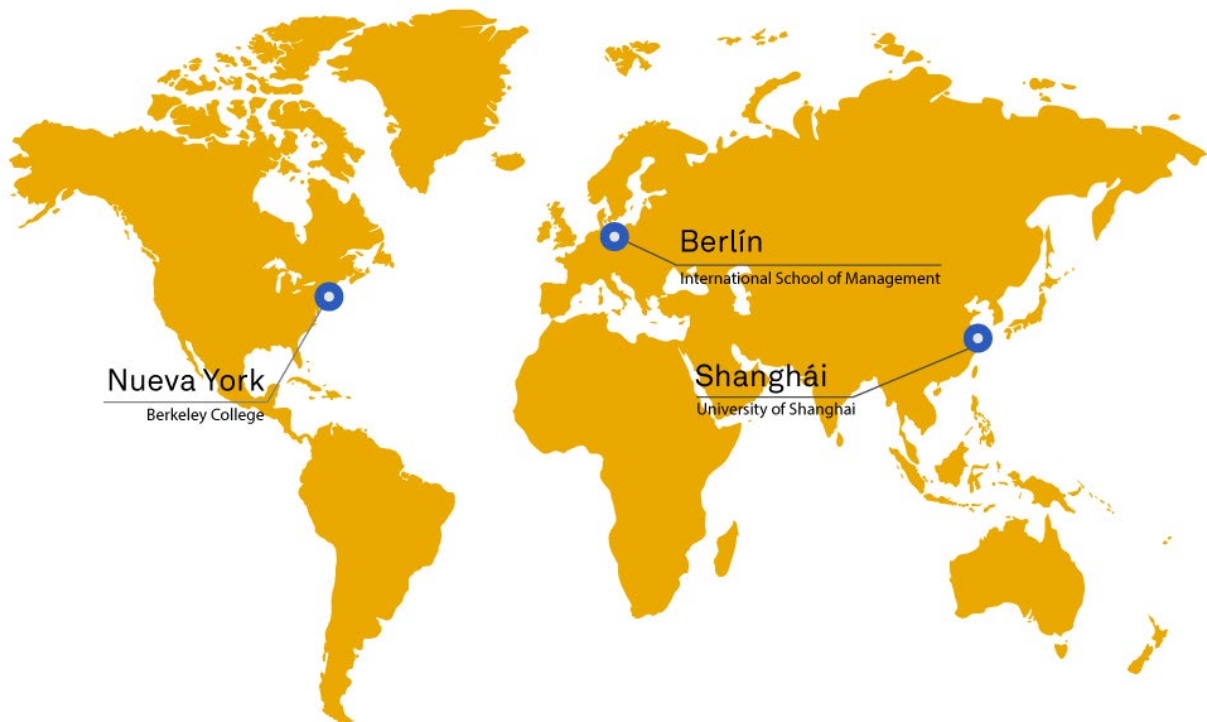 Berlín
International School of Management
Nueva York
Berkeley College
Shanghái
University of Shanghai